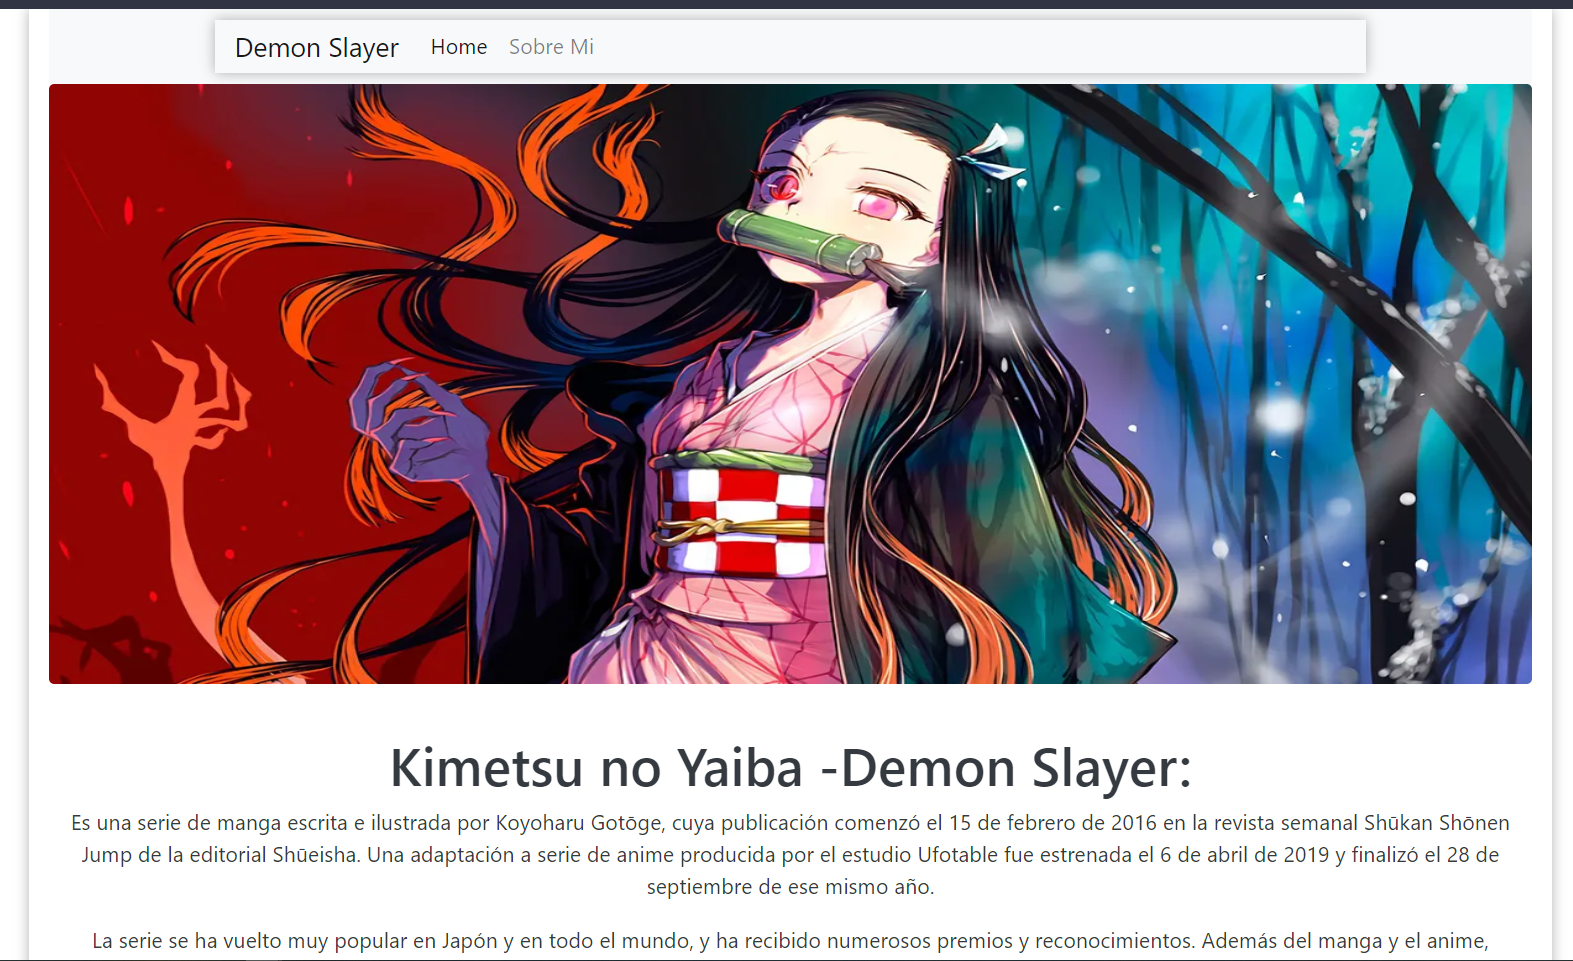 Demon Slayer Home Sobre Mi
Kimetsu no Yaiba -Demon Slayer:
Es una serie de manga escrita e ilustrada por Koyoharu Gotōge, cuya publicación comenzó el 15 de febrero de 2016 en la revista semanal Shūkan Shōnen
Jump de la editorial Shūeisha. Una adaptación a serie de anime producida por el estudio Ufotable fue estrenada el 6 de abril de 2019 y finalizó el 28 de
septiembre de ese mismo año.
La serie se ha vuelto muy popular en Japón y en todo el mundo, y ha recibido numerosos premios y reconocimientos. Además del manga y el anime,